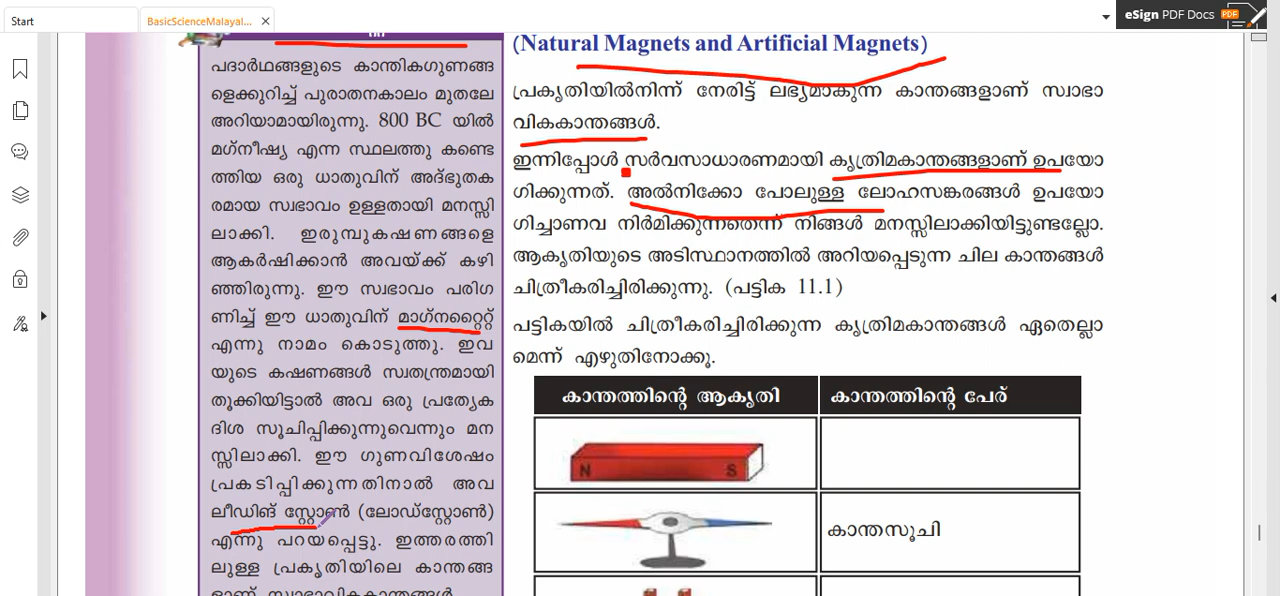 Start
BasicScienceMalayal...
eSign PDF Docs
PDF
പദാർഥങ്ങളുടെ കാന്തികഗുണങ്ങ
ളെക്കുറിച്ച് പുരാതനകാലം മുതലേ
അറിയാമായിരുന്നു. 800 BC യിൽ
മഗ്നീഷ്യ എന്ന സ്ഥലത്തു കണ്ടെ
ത്തിയ ഒരു ധാതുവിന് അദ്ഭുതക
രമായ സ്വഭാവം ഉള്ളതായി മനസ്സി
ലാക്കി. ഇരുമ്പുകഷണങ്ങളെ
ആകർഷിക്കാൻ അവയ്ക്ക് കഴി
ഞ്ഞിരുന്നു. ഈ സ്വഭാവം പരിഗ
ണിച്ച് ഈ ധാതുവിന് മാഗ്നറ്റൈറ്റ്
എന്നു നാമം കൊടുത്തു. ഇവ
യുടെ കഷണങ്ങൾ സ്വതന്ത്രമായി
തൂക്കിയിട്ടാൽ അവ ഒരു പ്രത്യേക
ദിശ സൂചിപ്പിക്കുന്നുവെന്നും മന
സ്സിലാക്കി. ഈ ഗുണവിശേഷം
പ്രകടിപ്പിക്കുന്നതിനാൽ അവ
ലീഡിങ് സ്റ്റോൺ (ലോഡ്സ്റ്റോൺ)
എന്നു പറയപ്പെട്ടു. ഇത്തരത്തി
ലുള്ള പ്രകൃതിയിലെ കാന്തങ്ങ
ളാണ് സ്വാഭാവികകാന്തങ്ങൾ.
(Natural Magnets and Artificial Magnets)
പ്രകൃതിയിൽനിന്ന് നേരിട്ട് ലഭ്യമാകുന്ന കാന്തങ്ങളാണ് സ്വാഭാ
വികകാന്തങ്ങൾ.
ഇന്നിപ്പോൾ സർവസാധാരണമായി കൃത്രിമകാന്തങ്ങളാണ് ഉപയോ
ഗിക്കുന്നത്. അൽനിക്കോ പോലുള്ള ലോഹസങ്കരങ്ങൾ ഉപയോ
ഗിച്ചാണവ നിർമിക്കുന്നതെന്ന് നിങ്ങൾ മനസ്സിലാക്കിയിട്ടുണ്ടല്ലോ.
ആകൃതിയുടെ അടിസ്ഥാനത്തിൽ അറിയപ്പെടുന്ന ചില കാന്തങ്ങൾ
ചിത്രീകരിച്ചിരിക്കുന്നു. (പട്ടിക 11.1)
പട്ടികയിൽ ചിത്രീകരിച്ചിരിക്കുന്ന കൃത്രിമകാന്തങ്ങൾ ഏതെല്ലാ
മെന്ന് എഴുതിനോക്കൂ.
കാന്തത്തിന്റെ ആകൃതി കാന്തത്തിന്റെ പേര്
N S
കാന്തസൂചി